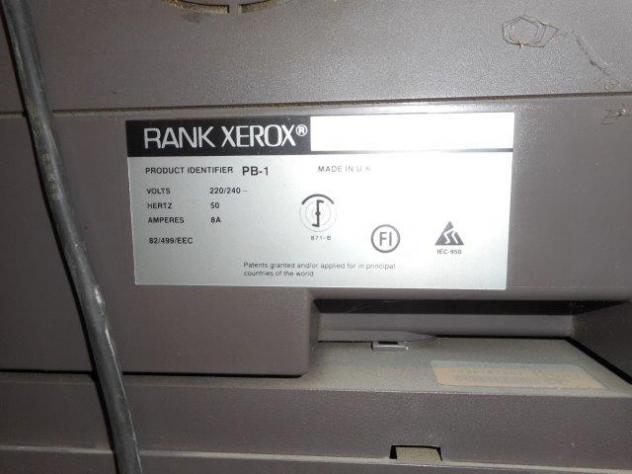 RANK XEROX®
PRODUCT IDENTIFIER PB-1 MADE IN U.K
VOLTS 220/240 ~
HERTZ 50
AMPERES 8A
82/499/EEC
871-B
FI
IEC-950
Patents granted and/or applied for in principal
countries of the world